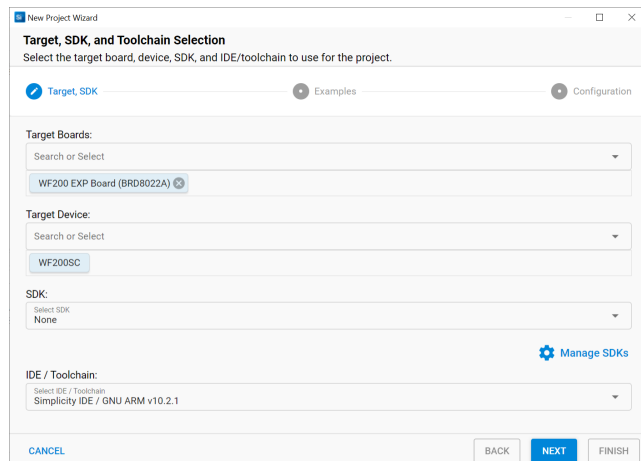 New Project Wizard
Target, SDK, and Toolchain Selection
Select the target board, device, SDK, and IDE/toolchain to use for the project.
Target, SDK
Examples
Configuration
Target Boards:
Search or Select
WF200 EXP Board (BRD8022A)
Target Device:
Search or Select
WF200SC
SDK:
Select SDK
None
Manage SDKs
IDE / Toolchain:
Select IDE / Toolchain
Simplicity IDE / GNU ARM v10.2.1
CANCEL
BACK
NEXT
FINISH